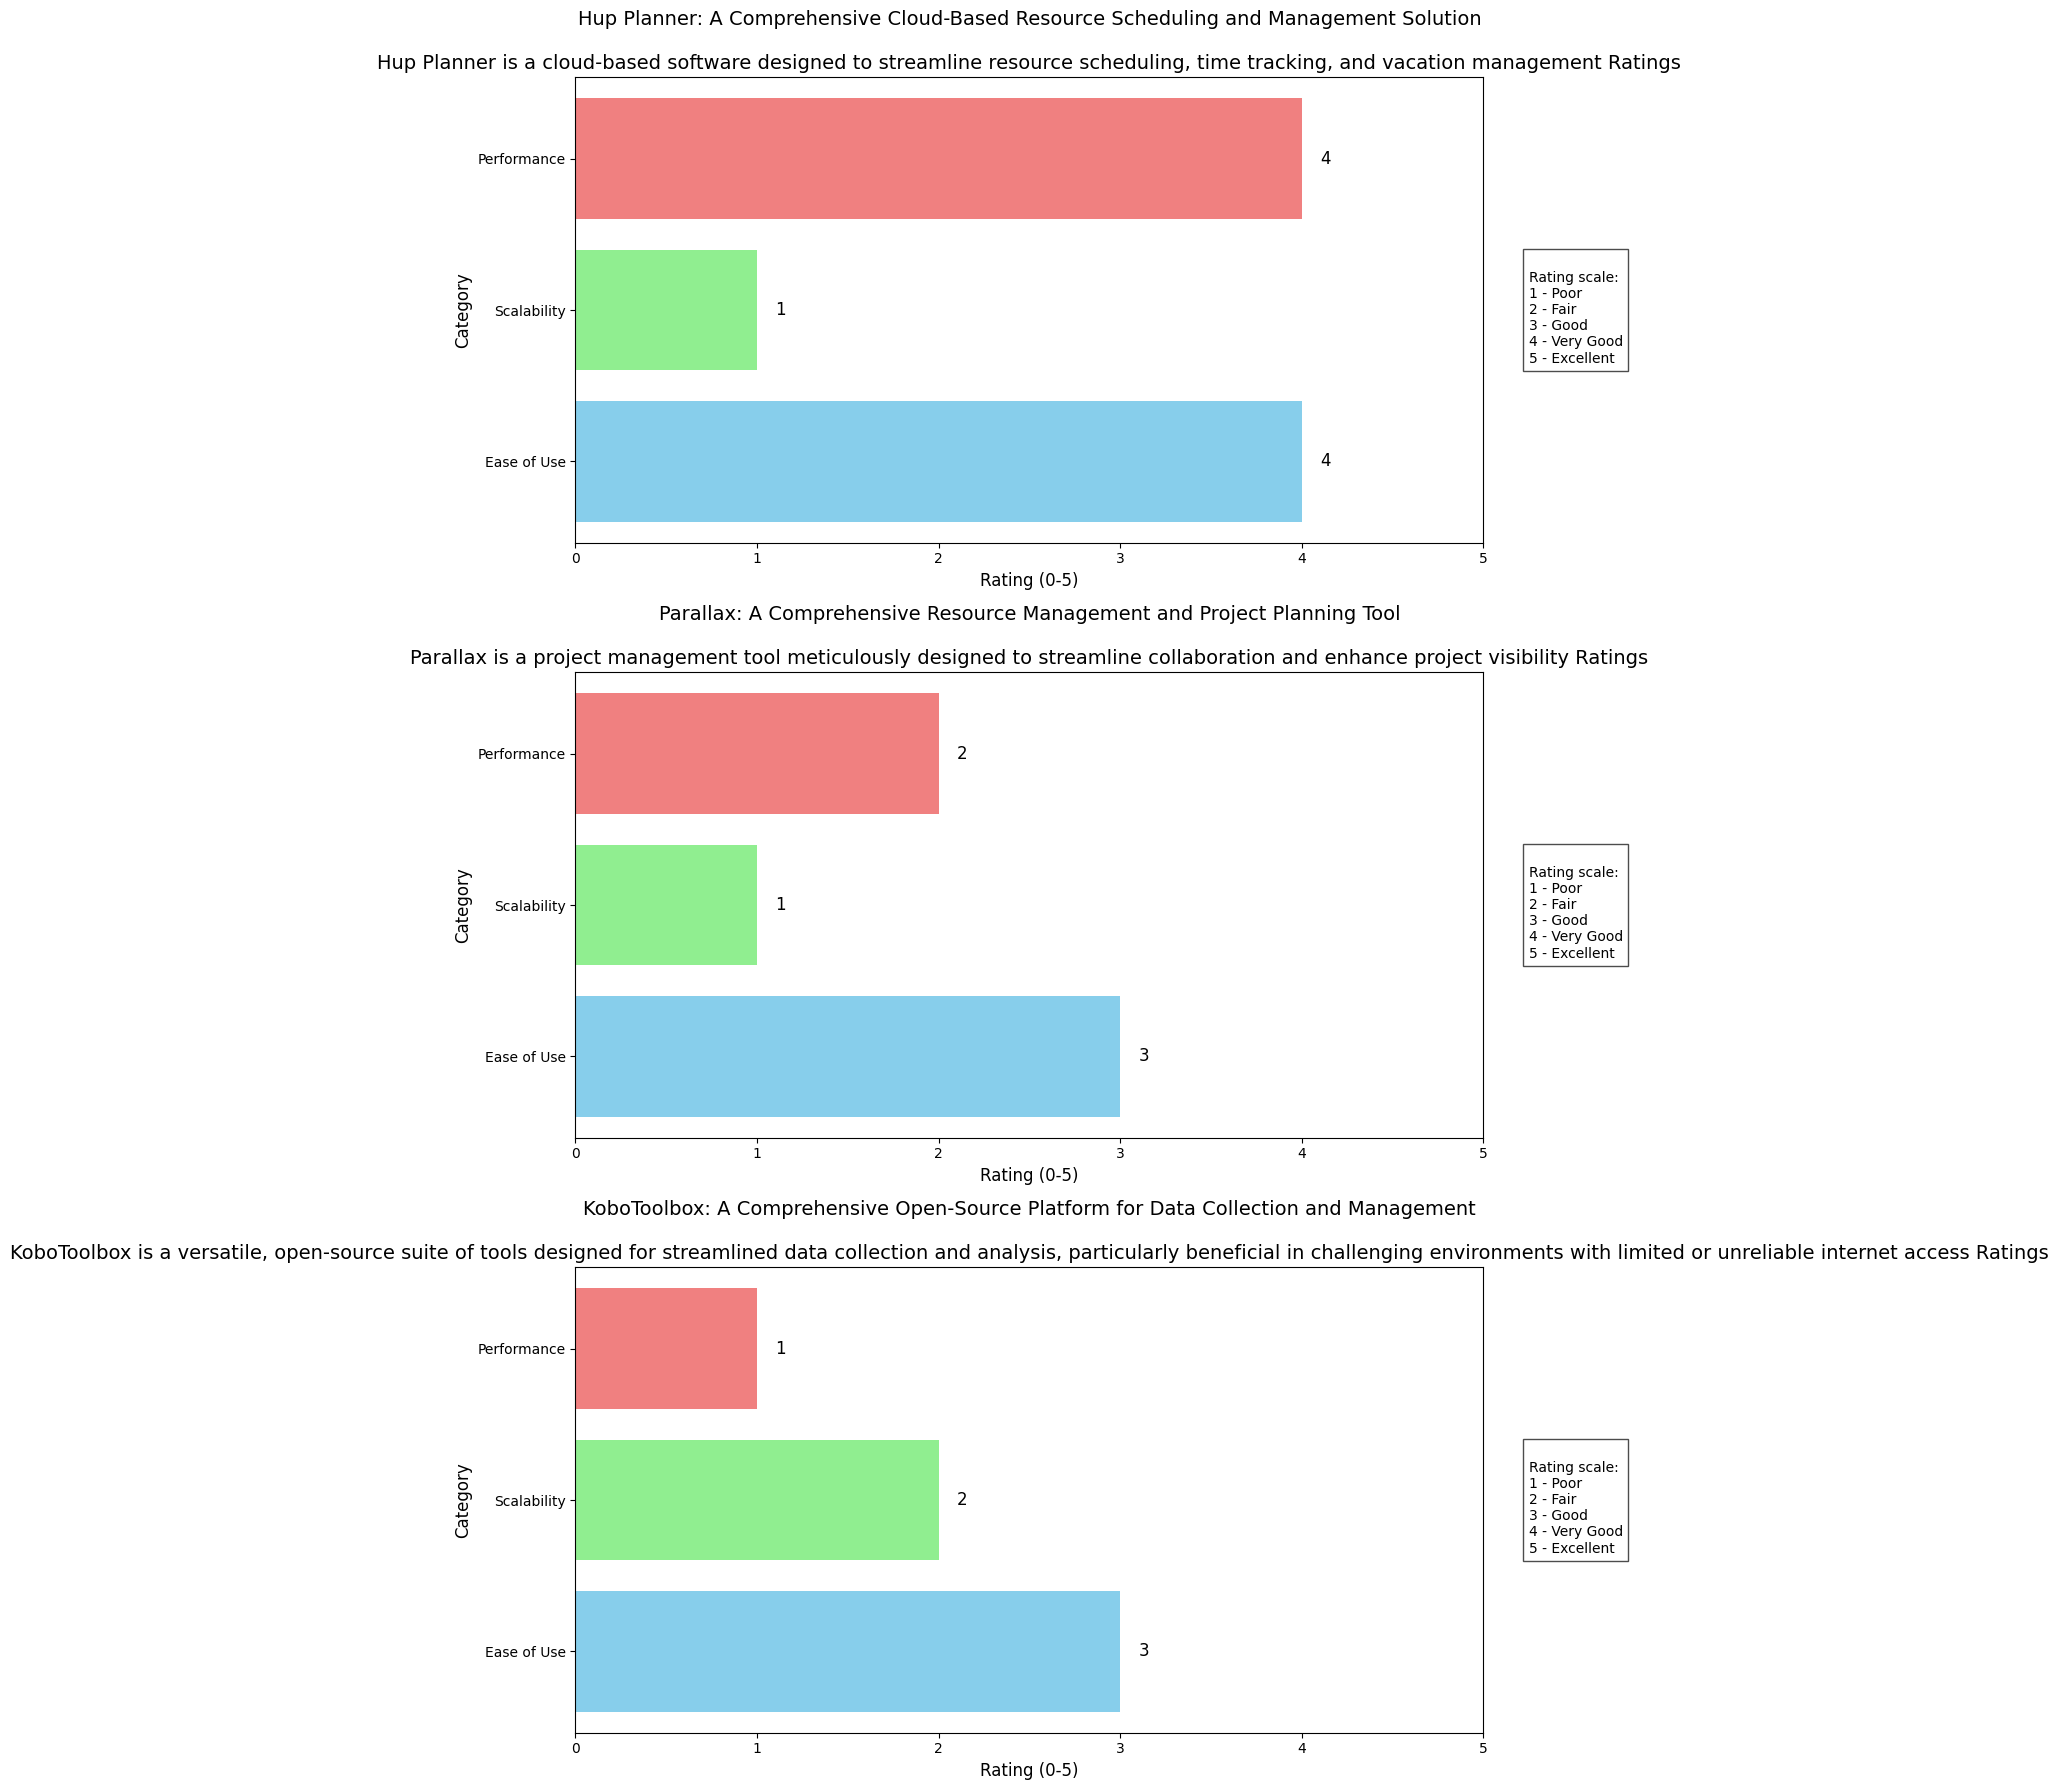 Hup Planner: A Comprehensive Cloud-Based Resource Scheduling and Management Solution
Hup Planner is a cloud-based software designed to streamline resource scheduling, time tracking, and vacation management Ratings
Performance
4
Scalability
1
Ease of Use
4
Category
0 1 2 3 4 5
Rating (0-5)
Rating scale:
1 - Poor
2 - Fair
3 - Good
4 - Very Good
5 - Excellent
Parallax: A Comprehensive Resource Management and Project Planning Tool
Parallax is a project management tool meticulously designed to streamline collaboration and enhance project visibility Ratings
Performance
2
Scalability
1
Ease of Use
3
Category
0 1 2 3 4 5
Rating (0-5)
Rating scale:
1 - Poor
2 - Fair
3 - Good
4 - Very Good
5 - Excellent
KoboToolbox: A Comprehensive Open-Source Platform for Data Collection and Management
KoboToolbox is a versatile, open-source suite of tools designed for streamlined data collection and analysis, particularly beneficial in challenging environments with limited or unreliable internet access Ratings
Performance
1
Scalability
2
Ease of Use
3
Category
0 1 2 3 4 5
Rating (0-5)
Rating scale:
1 - Poor
2 - Fair
3 - Good
4 - Very Good
5 - Excellent